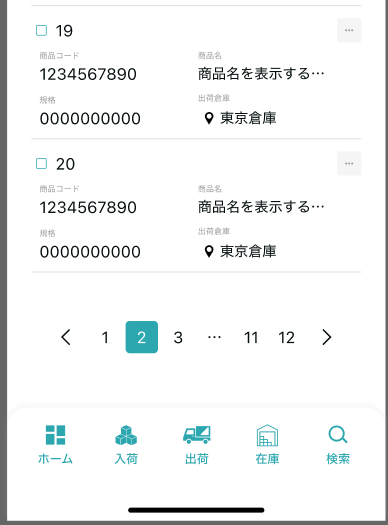 19
…
商品コード 商品名
1234567890 商品名を表示する…
規格 出荷倉庫
0000000000 東京倉庫
20
…
商品コード 商品名
1234567890 商品名を表示する…
規格 出荷倉庫
0000000000 東京倉庫
1 2 3 … 11 12
ホーム 入荷 出荷 在庫 検索